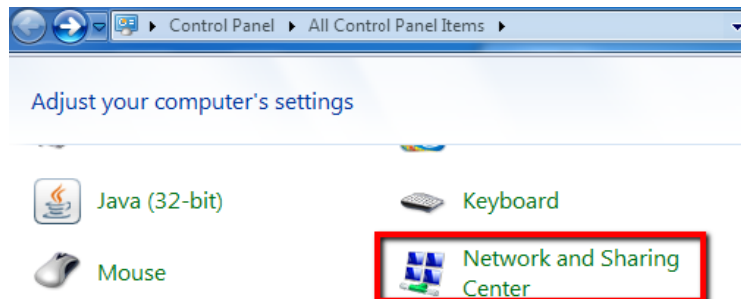 Control Panel ▸ All Control Panel Items ▸
Adjust your computer's settings
Java (32-bit)
Keyboard
Mouse
Network and Sharing
Center